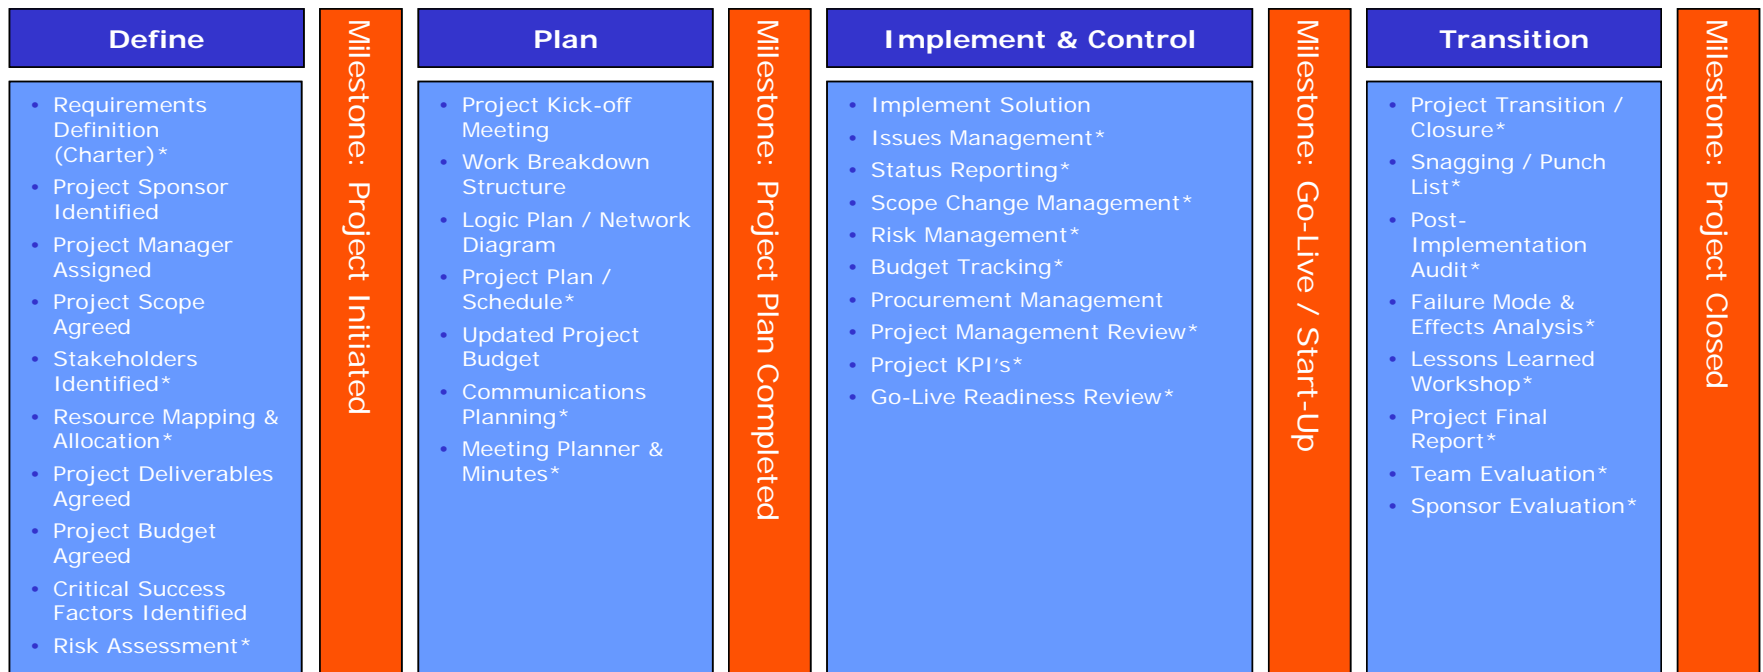 Define
• Requirements
Definition
(Charter)*
• Project Sponsor
Identified
• Project Manager
Assigned
• Project Scope
Agreed
• Stakeholders
Identified*
• Resource Mapping &
Allocation*
• Project Deliverables
Agreed
• Project Budget
Agreed
• Critical Success
Factors Identified
• Risk Assessment*
Milestone: Project Initiated
Plan
• Project Kick-off
Meeting
• Work Breakdown
Structure
• Logic Plan / Network
Diagram
• Project Plan /
Schedule*
• Updated Project
Budget
• Communications
Planning*
• Meeting Planner &
Minutes*
Milestone: Project Plan Completed
Implement & Control
• Implement Solution
• Issues Management*
• Status Reporting*
• Scope Change Management*
• Risk Management*
• Budget Tracking*
• Procurement Management
• Project Management Review*
• Project KPI's*
• Go-Live Readiness Review*
Milestone: Go-Live / Start-Up
Transition
• Project Transition /
Closure*
• Snagging / Punch
List*
• Post-
Implementation
Audit*
• Failure Mode &
Effects Analysis*
• Lessons Learned
Workshop*
• Project Final
Report*
• Team Evaluation*
• Sponsor Evaluation*
Milestone: Project Closed